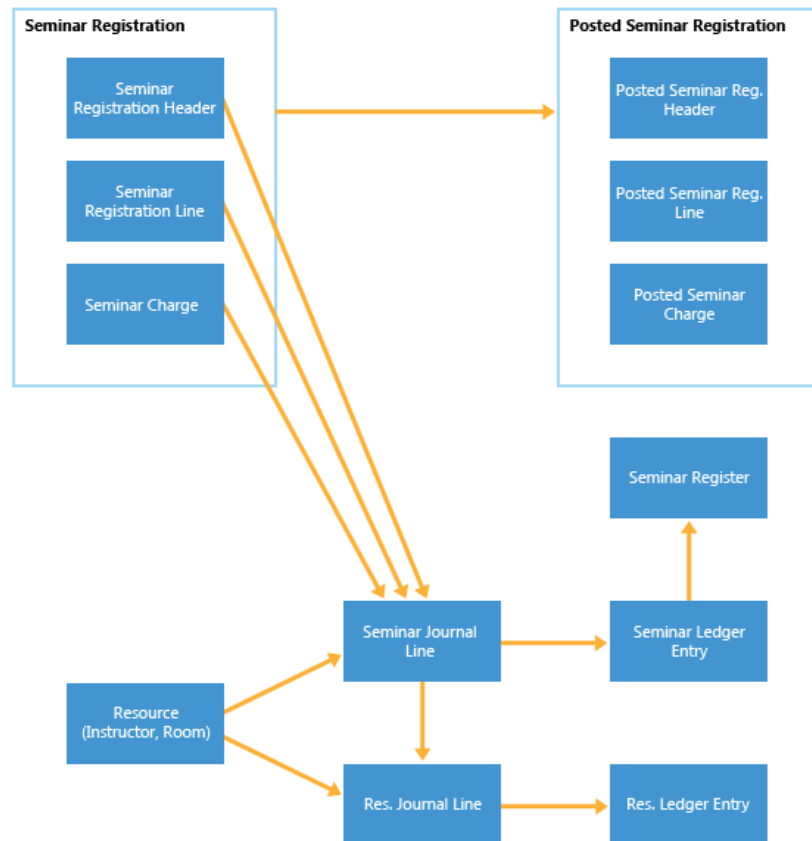 Seminar Registration
Seminar
Registration Header
Seminar
Registration Line
Seminar Charge
Posted Seminar Registration
Posted Seminar Reg.
Header
Posted Seminar Reg.
Line
Posted Seminar
Charge
Seminar Register
Seminar Journal
Line
Seminar Ledger
Entry
Resource
(Instructor, Room)
Res. Journal Line
Res. Ledger Entry